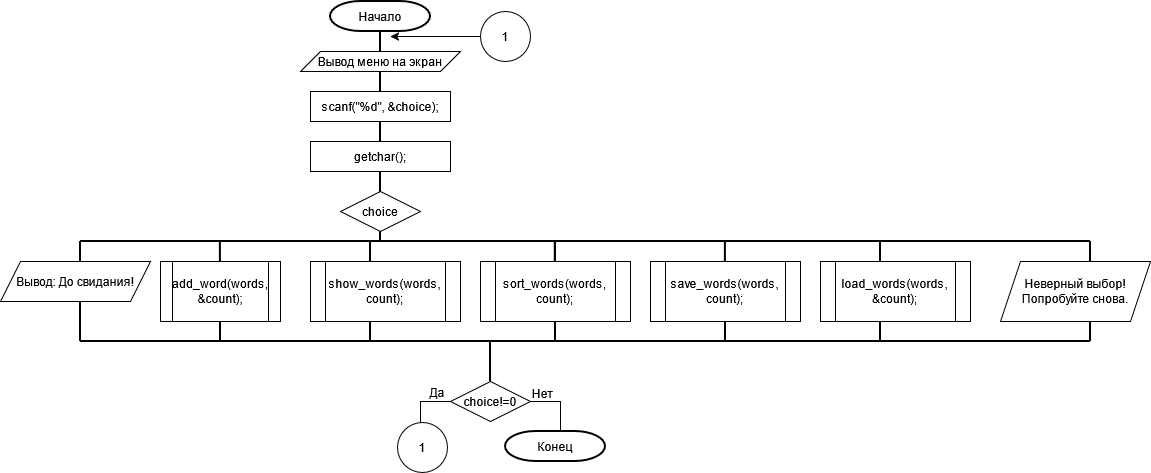 Начало
1
Вывод меню на экран
scanf("%d", &choice);
getchar();
choice
Вывод: До свидания!
add_word(words,
&count);
show_words(words,
count);
sort_words(words,
count);
save_words(words,
count);
load_words(words,
&count);
Неверный выбор!
Попробуйте снова.
Да
choice!=0
Нет
1
Конец